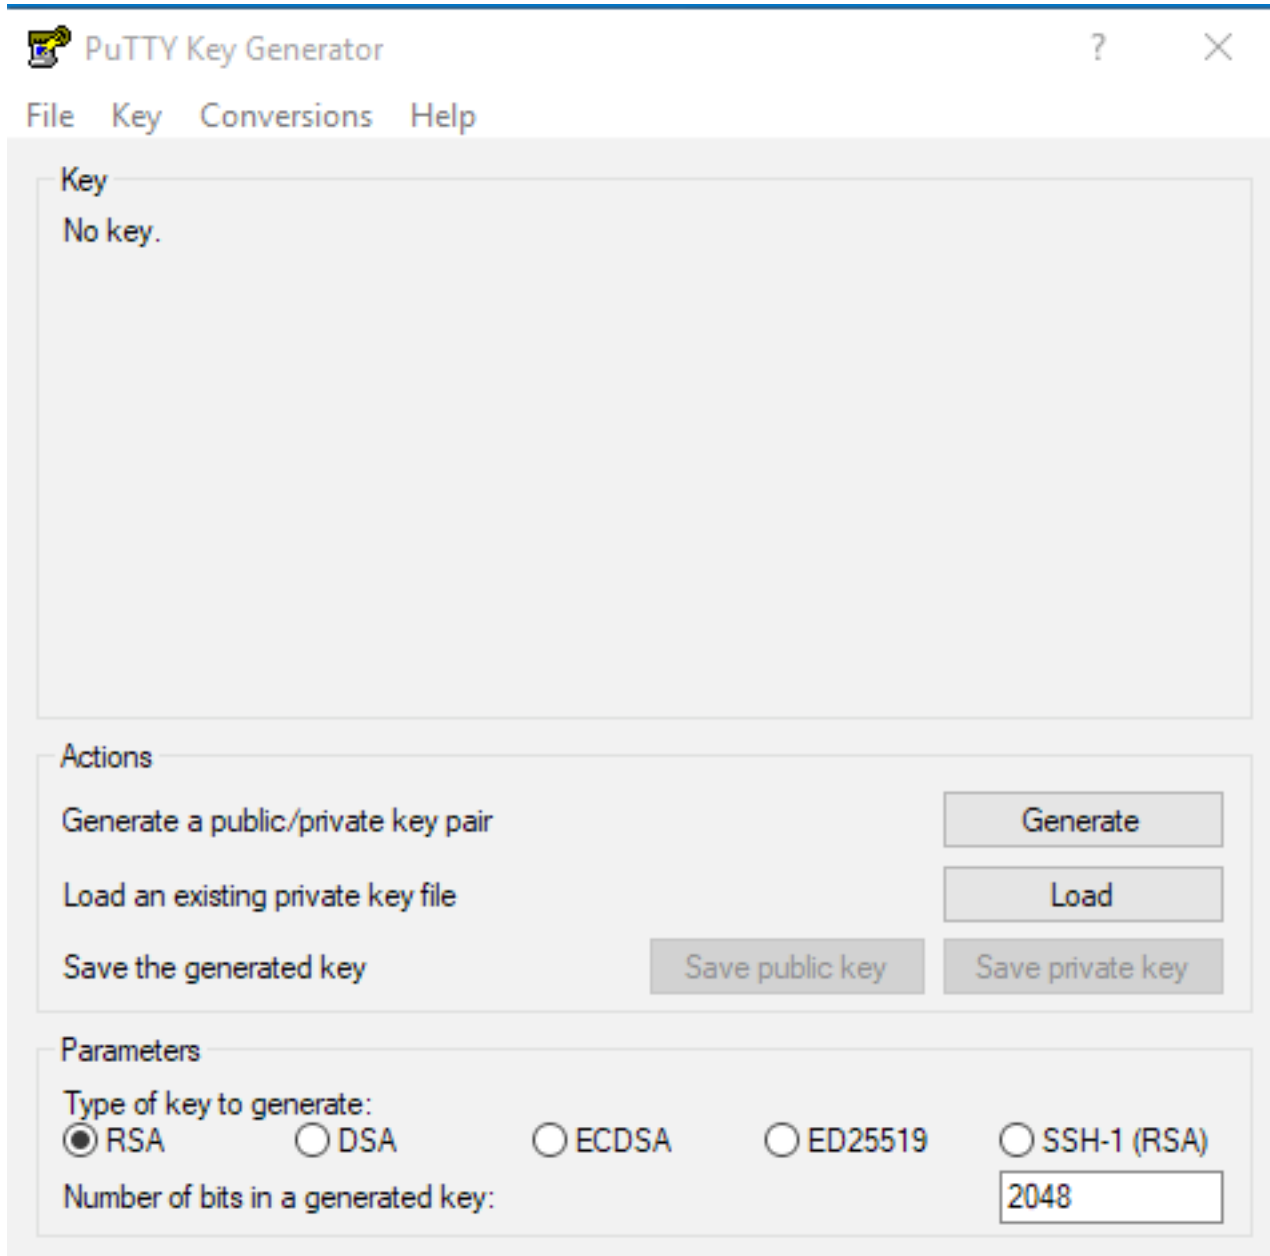 PuTTY Key Generator ?
File Key Conversions Help
Key
No key.
Actions
Generate a public/private key pair Generate
Load an existing private key file Load
Save the generated key Save public key Save private key
Parameters
Type of key to generate:
RSA DSA ECDSA ED25519 SSH-1 (RSA)
Number of bits in a generated key: 2048